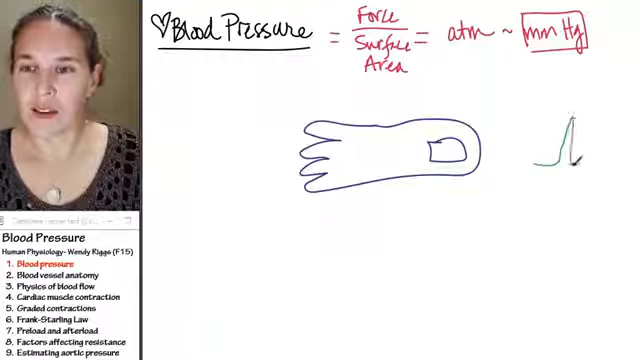 ♡Blood Pressure = Force / Surface Area = atm ~ mm Hg
Blood Pressure
Human Physiology- Wendy Riggs (F15)
1. Blood pressure
2. Blood vessel anatomy
3. Physics of blood flow
4. Cardiac muscle contraction
5. Graded contractions
6. Frank-Starling Law
7. Preload and afterload
8. Factors affecting resistance
9. Estimating aortic pressure